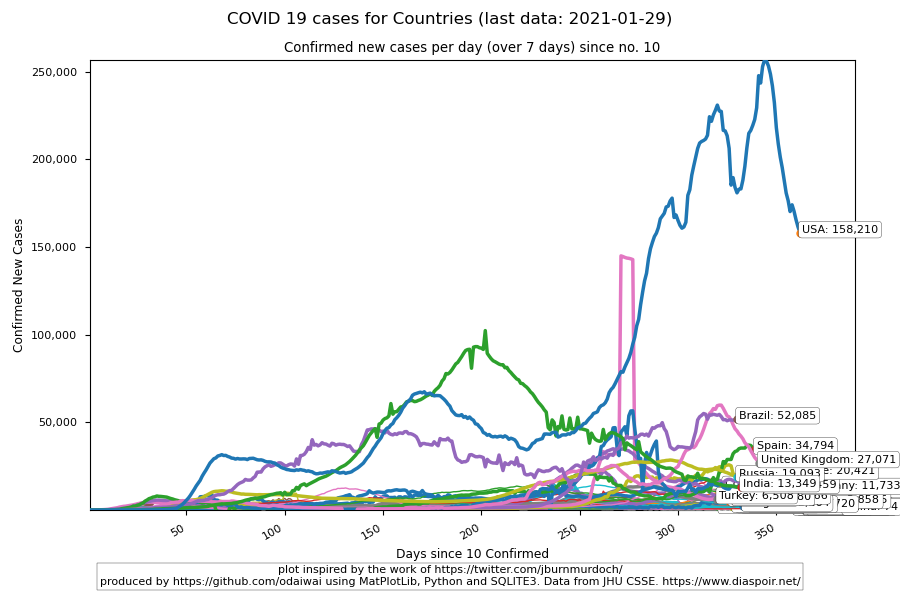 COVID 19 cases for Countries (last data: 2021-01-29)
Confirmed new cases per day (over 7 days) since no. 10
250,000
200,000
150,000
100,000
50,000
Confirmed New Cases
USA: 158,210
Brazil: 52,085
Spain: 34,794
United Kingdom: 27,071
20,421
Russia: 19,093
India: 13,349
11,733
Turkey: 6,508
50
100
150
200
250
300
350
Days since 10 Confirmed
plot inspired by the work of https://twitter.com/jburnmurdoch/
produced by https://github.com/odaiwai using MatPlotLib, Python and SQLITE3. Data from JHU CSSE. https://www.diaspoir.net/